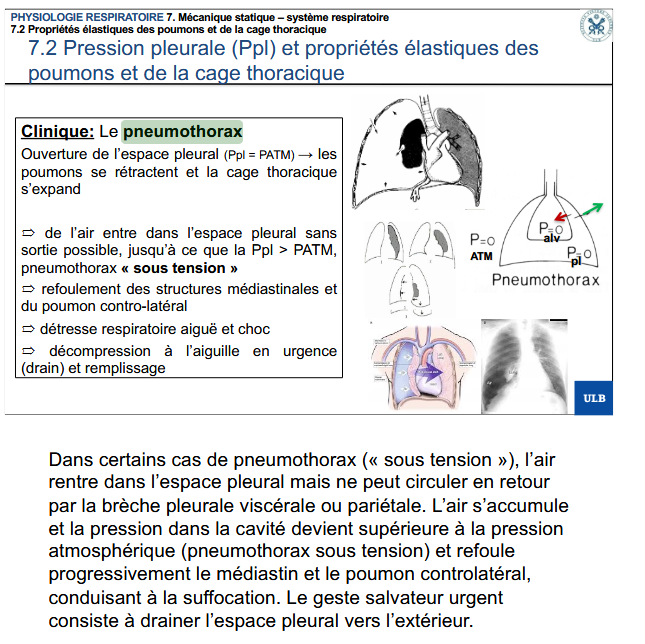 PHYSIOLOGIE RESPIRATOIRE 7. Mécanique statique – système respiratoire
7.2 Propriétés élastiques des poumons et de la cage thoracique
7.2 Pression pleurale (Ppl) et propriétés élastiques des
poumons et de la cage thoracique
Clinique: Le pneumothorax
Ouverture de l’espace pleural (Ppl = PATM) → les
poumons se rétractent et la cage thoracique
s’expand
⇨ de l’air entre dans l’espace pleural sans
sortie possible, jusqu’à ce que la Ppl > PATM,
pneumothorax « sous tension »
⇨ refoulement des structures médiastinales et
du poumon contro-latéral
⇨ détresse respiratoire aiguë et choc
⇨ décompression à l’aiguille en urgence
(drain) et remplissage
P=O
ATM
P=O
alv
P=O
pl
Pneumothorax
ULB
Dans certains cas de pneumothorax (« sous tension »), l’air
rentre dans l’espace pleural mais ne peut circuler en retour
par la brèche pleurale viscérale ou pariétale. L’air s’accumule
et la pression dans la cavité devient supérieure à la pression
atmosphérique (pneumothorax sous tension) et refoule
progressivement le médiastin et le poumon controlatéral,
conduisant à la suffocation. Le geste salvateur urgent
consiste à drainer l’espace pleural vers l’extérieur.